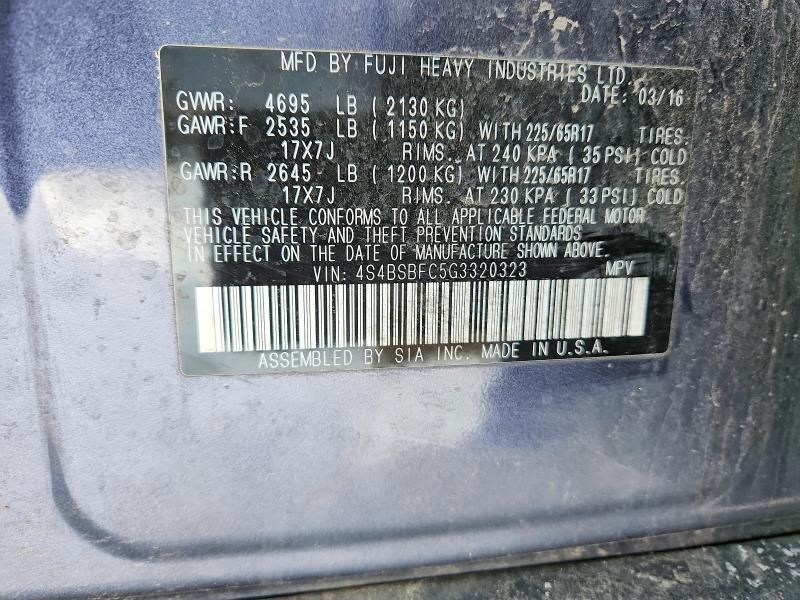 MFD BY FUJI HEAVY INDUSTRIES LTD.
DATE: 03/16
GVWR: 4695 LB (2130 KG)
GAWR:F 2535 LB (1150 KG) WITH 225/65R17 TIRES.
17X7J RIMS. AT 240 KPA (35 PSI) COLD
GAWR:R 2645 LB (1200 KG) WITH 225/65R17 TIRES.
17X7J RIMS. AT 230 KPA (33 PSI) COLD
THIS VEHICLE CONFORMS TO ALL APPLICABLE FEDERAL MOTOR
VEHICLE SAFETY AND THEFT PREVENTION STANDARDS
IN EFFECT ON THE DATE OF MANUFACTURE SHOWN ABOVE.
VIN: 4S4BSBFC5G3320323 MPV
ASSEMBLED BY SIA INC. MADE IN U.S.A.